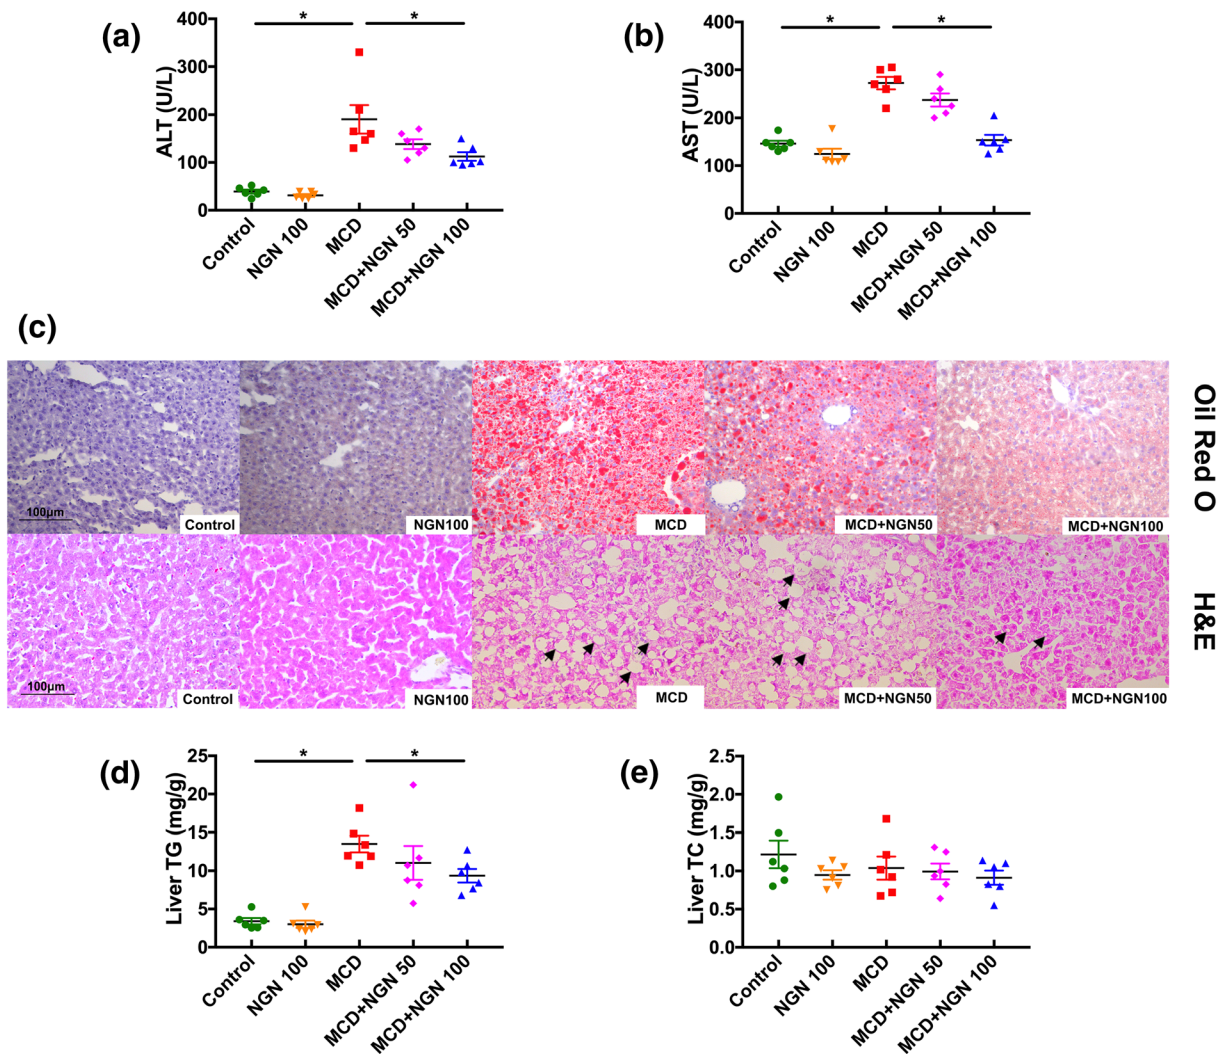 (a)
ALT (U/L)
400
300
200
100
0
*
*
Control
NGN 100
MCD
MCD+NGN 50
MCD+NGN 100
(b)
AST (U/L)
400
300
200
100
0
*
*
Control
NGN 100
MCD
MCD+NGN 50
MCD+NGN 100
(c)
100μm
Control
NGN100
MCD
MCD+NGN50
MCD+NGN100
Oil Red O
100μm
Control
NGN100
MCD
MCD+NGN50
MCD+NGN100
H&E
(d)
Liver TG (mg/g)
25
20
15
10
5
0
*
*
Control
NGN 100
MCD
MCD+NGN 50
MCD+NGN 100
(e)
Liver TC (mg/g)
2.5
2.0
1.5
1.0
0.5
0.0
Control
NGN 100
MCD
MCD+NGN 50
MCD+NGN 100